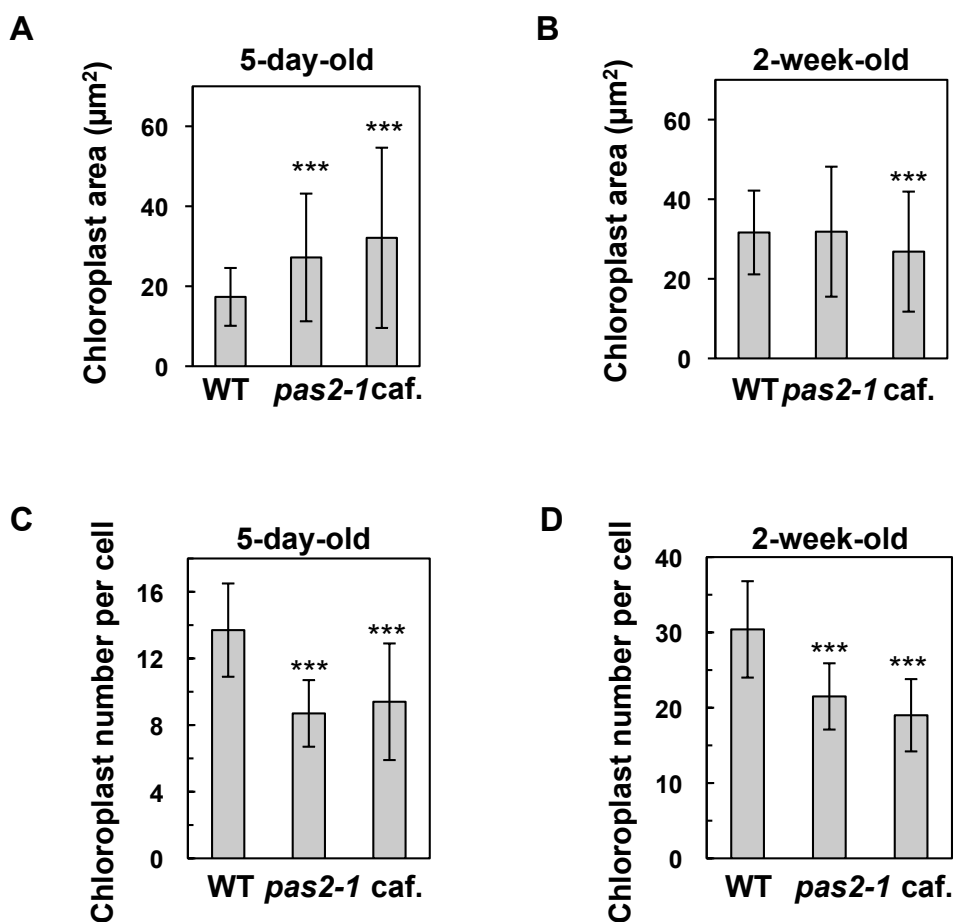 A
5-day-old
Chloroplast area (µm²)
60
40
20
0
***
***
WT pas2-1 caf.
B
2-week-old
Chloroplast area (µm²)
60
40
20
0
***
WT pas2-1 caf.
C
5-day-old
Chloroplast number per cell
16
12
8
4
0
***
***
WT pas2-1 caf.
D
2-week-old
Chloroplast number per cell
40
30
20
10
0
***
***
WT pas2-1 caf.